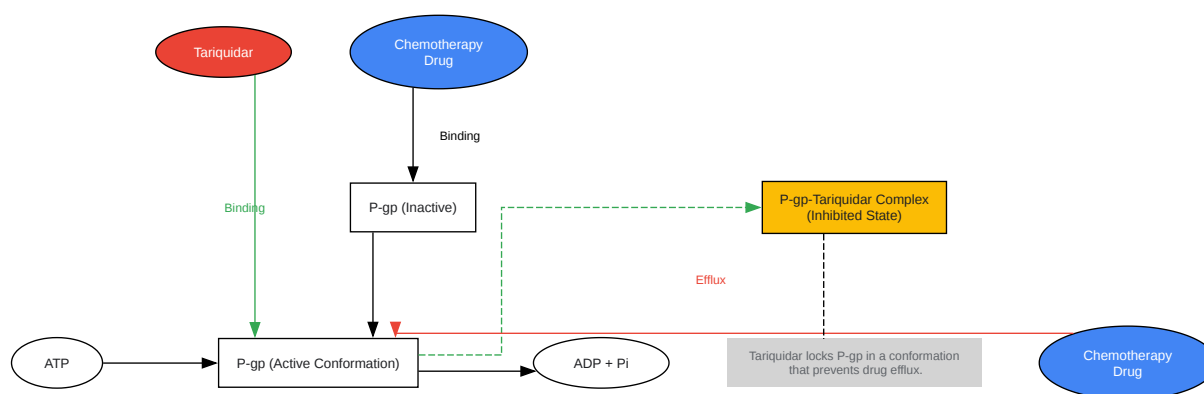 Tariquidar
Chemotherapy
Drug
Binding
Binding
P-gp (Inactive)
P-gp-Tariquidar Complex
(Inhibited State)
Efflux
ATP
P-gp (Active Conformation)
ADP + Pi
Tariquidar locks P-gp in a conformation
that prevents drug efflux.
Chemotherapy
Drug